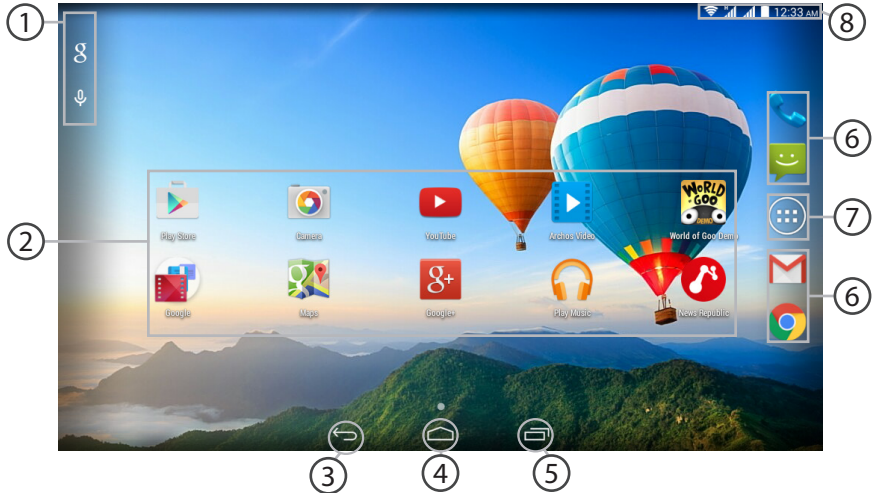 1
8
12:33 AM
g
6
2
Play Store
Camera
YouTube
Archos Video
WORLD OF GOO DEMO
World of Goo Demo
7
g
g+
Google
Maps
Google+
Play Music
News Republic
6
3
4
5